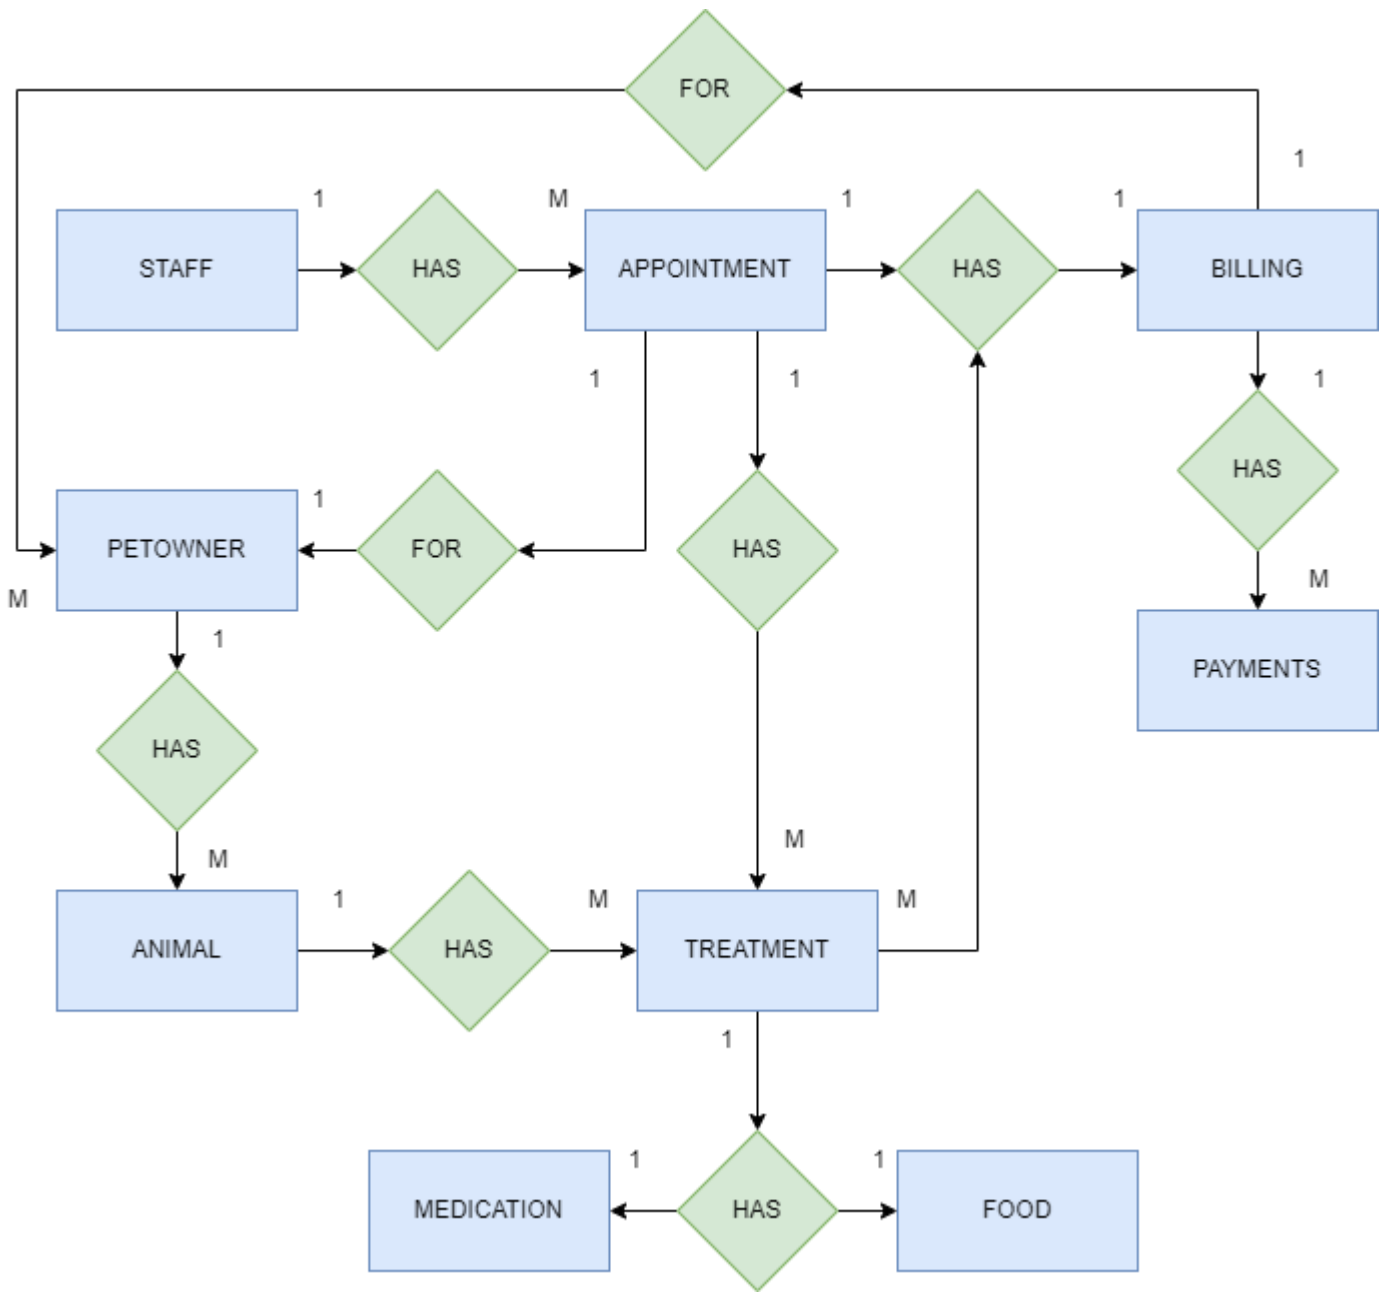 FOR
1
1
M
1
1
STAFF
HAS
APPOINTMENT
HAS
BILLING
1
1
1
HAS
1
PETOWNER
FOR
HAS
M
M
1
PAYMENTS
HAS
M
M
1
M
M
ANIMAL
HAS
TREATMENT
1
1
1
MEDICATION
HAS
FOOD